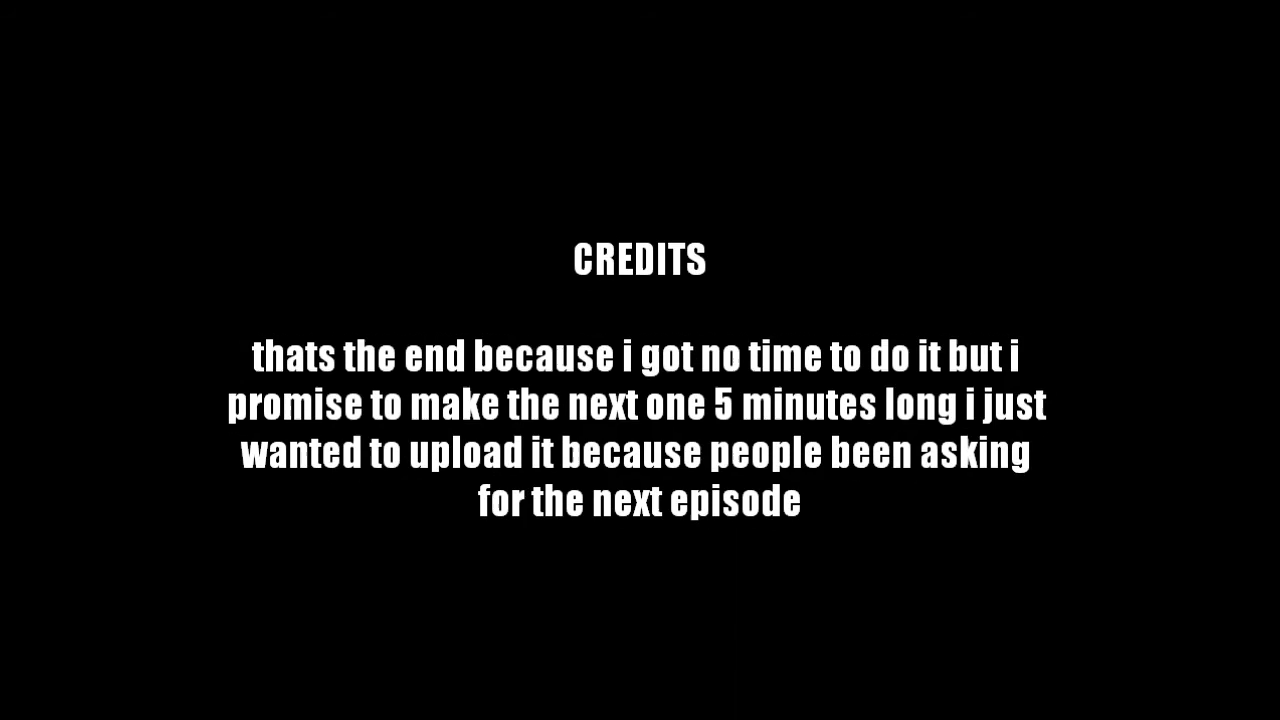 CREDITS
thats the end because i got no time to do it but i
promise to make the next one 5 minutes long i just
wanted to upload it because people been asking
for the next episode